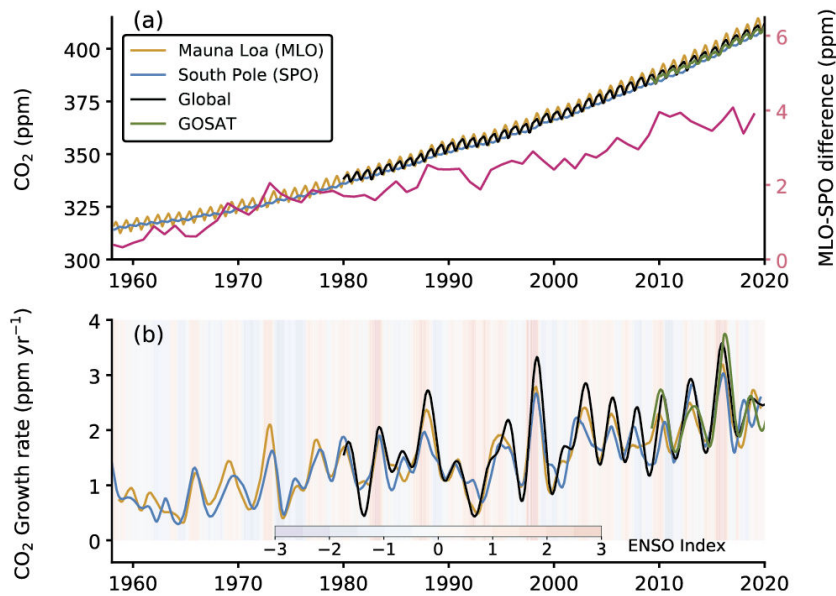 (a)
CO2 (ppm)
400
375
350
325
300
Mauna Loa (MLO)
South Pole (SPO)
Global
GOSAT
6
4
2
0
MLO-SPO difference (ppm)
1960 1970 1980 1990 2000 2010 2020
(b)
CO2 Growth rate (ppm yr−1)
4
3
2
1
0
−3 −2 −1 0 1 2 3 ENSO Index
1960 1970 1980 1990 2000 2010 2020